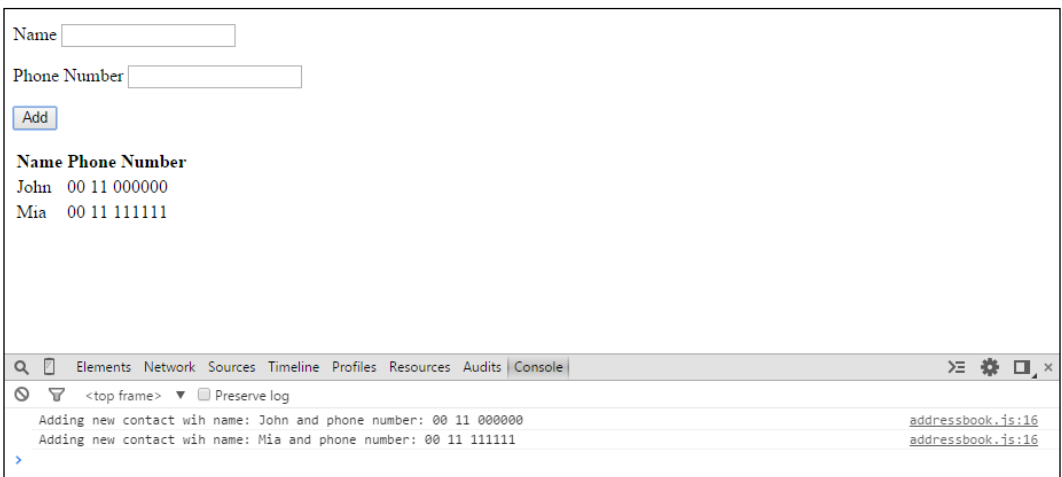 Name
Phone Number
Add
Name Phone Number
John 00 11 000000
Mia 00 11 111111
Elements Network Sources Timeline Profiles Resources Audits Console
<top frame> ▼ Preserve log
Adding new contact wih name: John and phone number: 00 11 000000 addressbook.js:16
Adding new contact wih name: Mia and phone number: 00 11 111111 addressbook.js:16
>